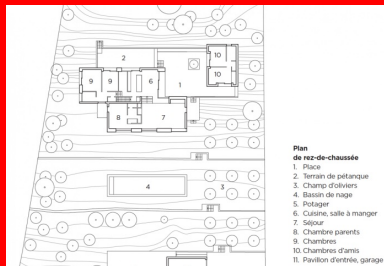 2
9
9
6
1
10
10
8
7
4
3
Plan
de rez-de-chaussée
1. Place
2. Terrain de pétanque
3. Champ d'oliviers
4. Bassin de nage
5. Potager
6. Cuisine, salle à manger
7. Séjour
8. Chambre parents
9. Chambres
10. Chambres d'amis
11. Pavillon d'entrée, garage